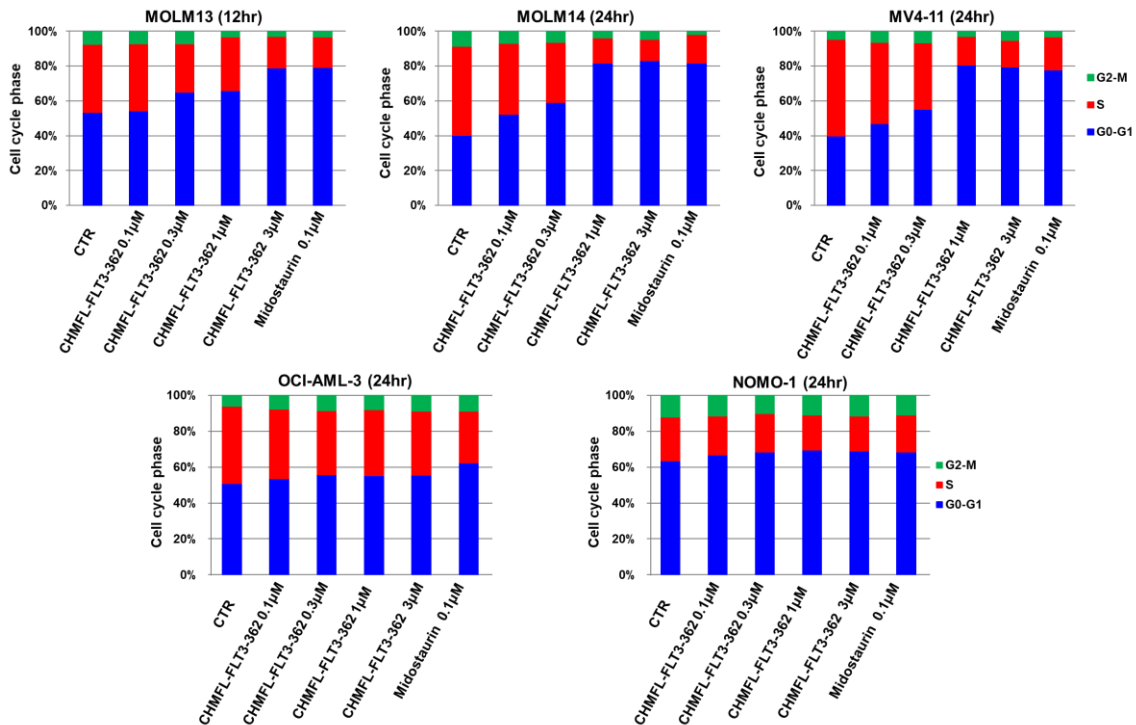 MOLM13 (12hr)
Cell cycle phase
100%
80%
60%
40%
20%
0%
CTR
CHMFL-FLT3-362 0.1µM
CHMFL-FLT3-362 0.3µM
CHMFL-FLT3-362 1µM
CHMFL-FLT3-362 3µM
Midostaurin 0.1µM
MOLM14 (24hr)
Cell cycle phase
100%
80%
60%
40%
20%
0%
CTR
CHMFL-FLT3-362 0.1µM
CHMFL-FLT3-362 0.3µM
CHMFL-FLT3-362 1µM
CHMFL-FLT3-362 3µM
Midostaurin 0.1µM
MV4-11 (24hr)
Cell cycle phase
100%
80%
60%
40%
20%
0%
CTR
CHMFL-FLT3-362 0.1µM
CHMFL-FLT3-362 0.3µM
CHMFL-FLT3-362 1µM
CHMFL-FLT3-362 3µM
Midostaurin 0.1µM
G2-M
S
G0-G1
OCI-AML-3 (24hr)
Cell cycle phase
100%
80%
60%
40%
20%
0%
CTR
CHMFL-FLT3-362 0.1µM
CHMFL-FLT3-362 0.3µM
CHMFL-FLT3-362 1µM
CHMFL-FLT3-362 3µM
Midostaurin 0.1µM
NOMO-1 (24hr)
Cell cycle phase
100%
80%
60%
40%
20%
0%
CTR
CHMFL-FLT3-362 0.1µM
CHMFL-FLT3-362 0.3µM
CHMFL-FLT3-362 1µM
CHMFL-FLT3-362 3µM
Midostaurin 0.1µM
G2-M
S
G0-G1